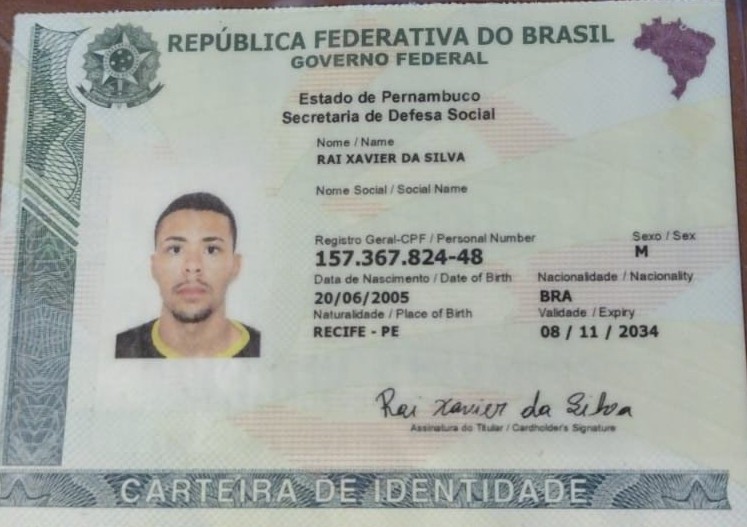 REPÚBLICA FEDERATIVA DO BRASIL
GOVERNO FEDERAL
Estado de Pernambuco
Secretaria de Defesa Social
Nome / Name
RAI XAVIER DA SILVA
Nome Social / Social Name
Registro Geral-CPF / Personal Number Sexo / Sex
157.367.824-48 M
Data de Nascimento / Date of Birth Nacionalidade / Nacionality
20/06/2005 BRA
Naturalidade / Place of Birth Validade / Expiry
RECIFE - PE 08 / 11 / 2034
Rai Xavier da Silva
Assinatura do Titular / Cardholder's Signature
CARTEIRA DE IDENTIDADE